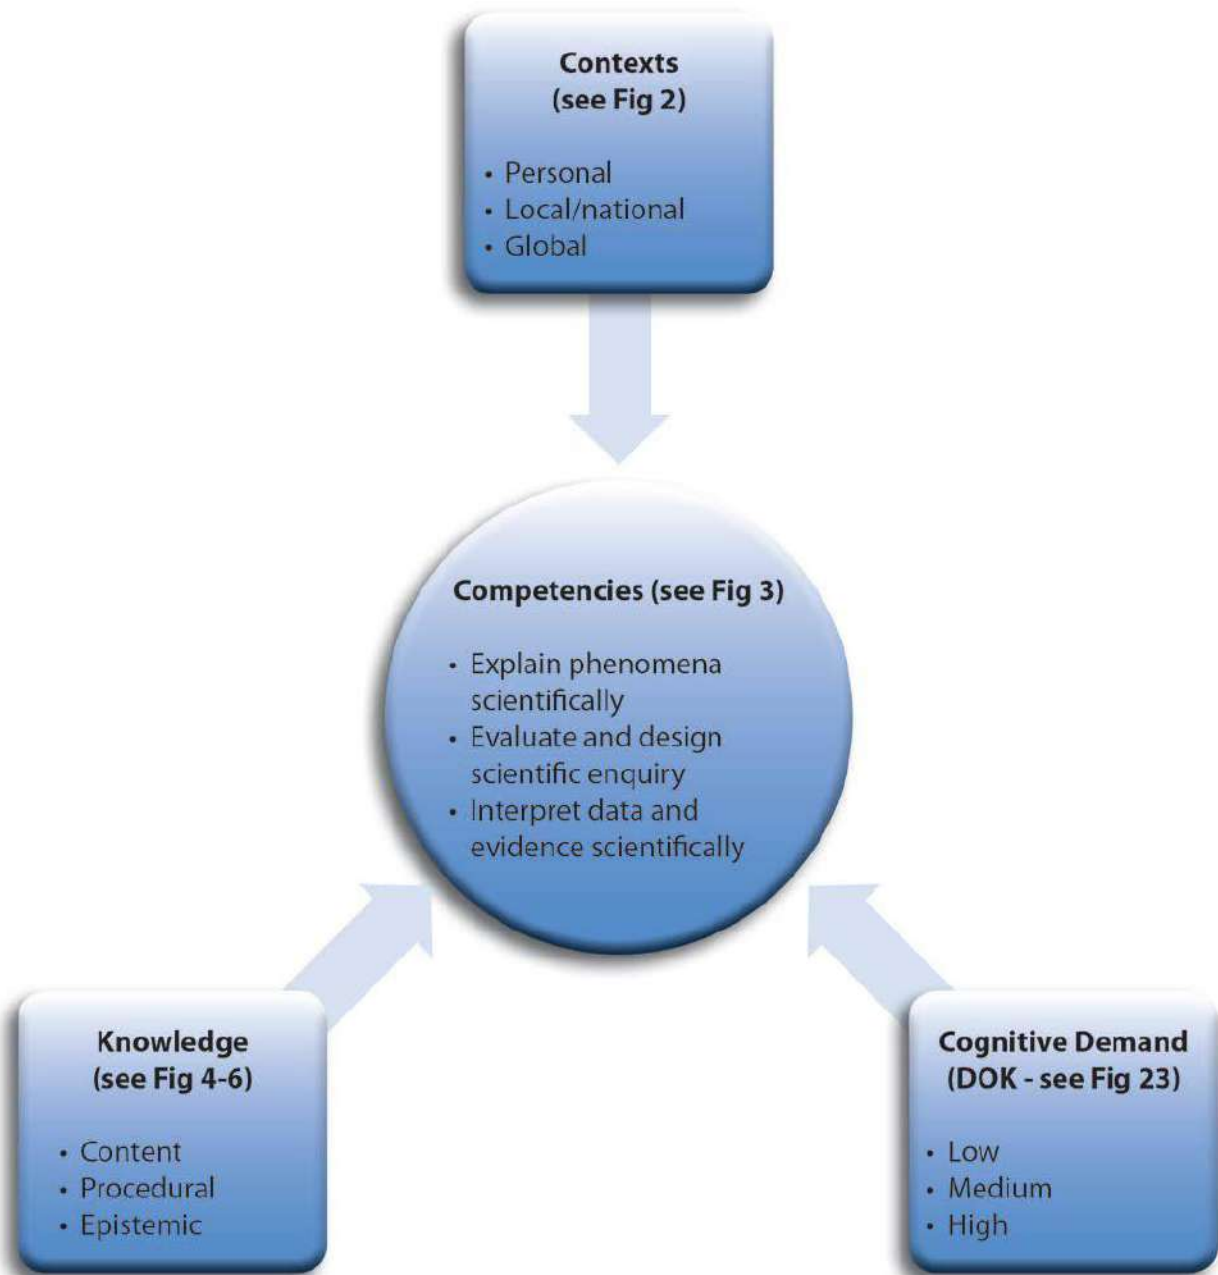 Contexts
(see Fig 2)
• Personal
• Local/national
• Global
Competencies (see Fig 3)
• Explain phenomena
scientifically
• Evaluate and design
scientific enquiry
• Interpret data and
evidence scientifically
Knowledge
(see Fig 4-6)
• Content
• Procedural
• Epistemic
Cognitive Demand
(DOK - see Fig 23)
• Low
• Medium
• High